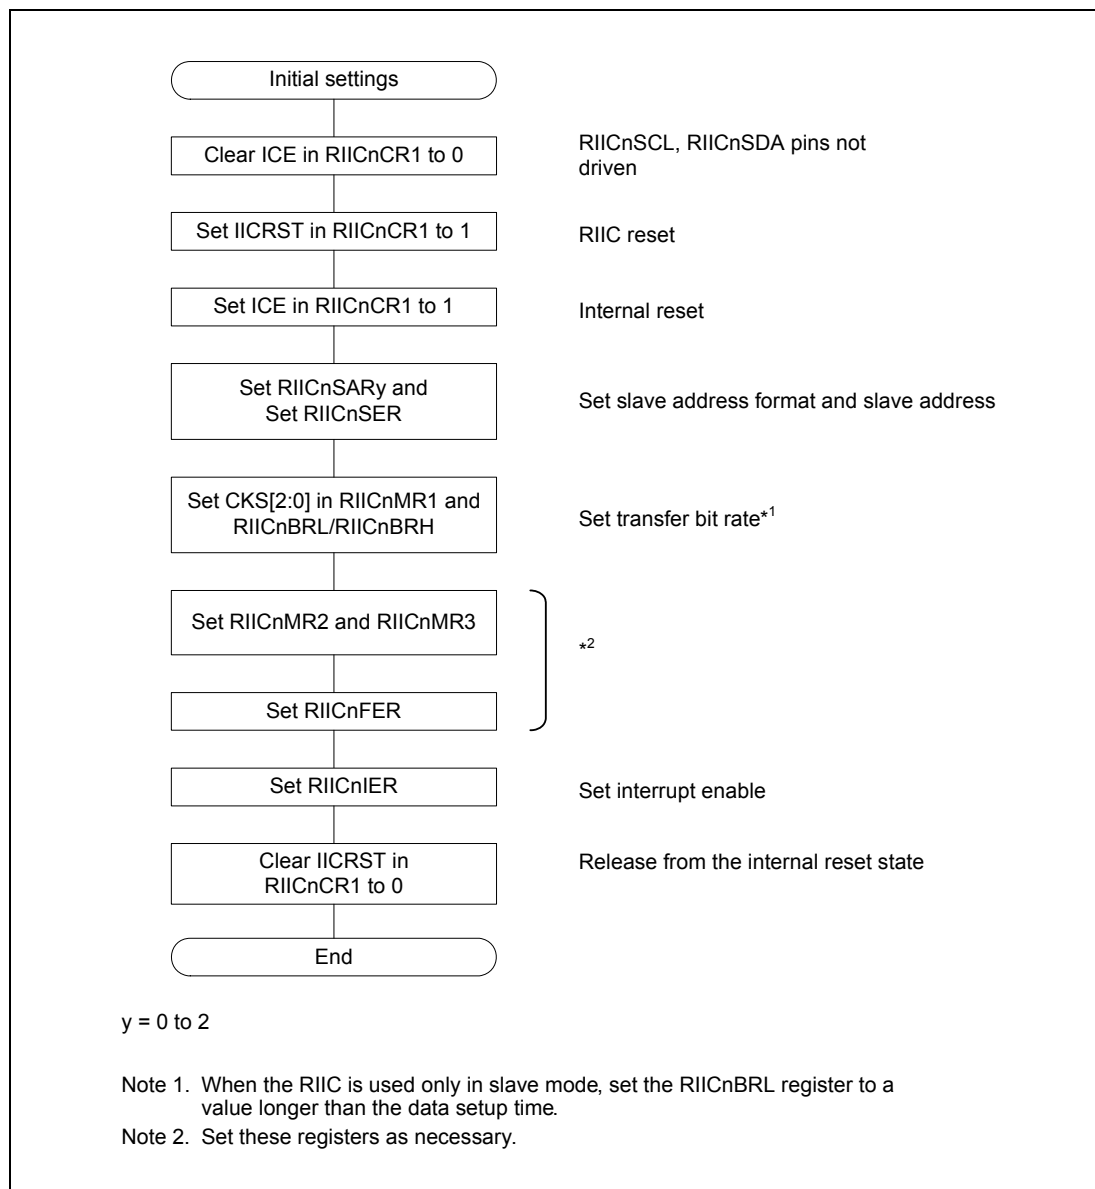 Initial settings
Clear ICE in RIICnCR1 to 0
RIICnSCL, RIICnSDA pins not
driven
Set IICRST in RIICnCR1 to 1
RIIC reset
Set ICE in RIICnCR1 to 1
Internal reset
Set RIICnSARy and
Set RIICnSER
Set slave address format and slave address
Set CKS[2:0] in RIICnMR1 and
RIICnBRL/RIICnBRH
Set transfer bit rate*1
Set RIICnMR2 and RIICnMR3
*2
Set RIICnFER
Set RIICnIER
Set interrupt enable
Clear IICRST in
RIICnCR1 to 0
Release from the internal reset state
End
y = 0 to 2
Note 1. When the RIIC is used only in slave mode, set the RIICnBRL register to a
value longer than the data setup time.
Note 2. Set these registers as necessary.